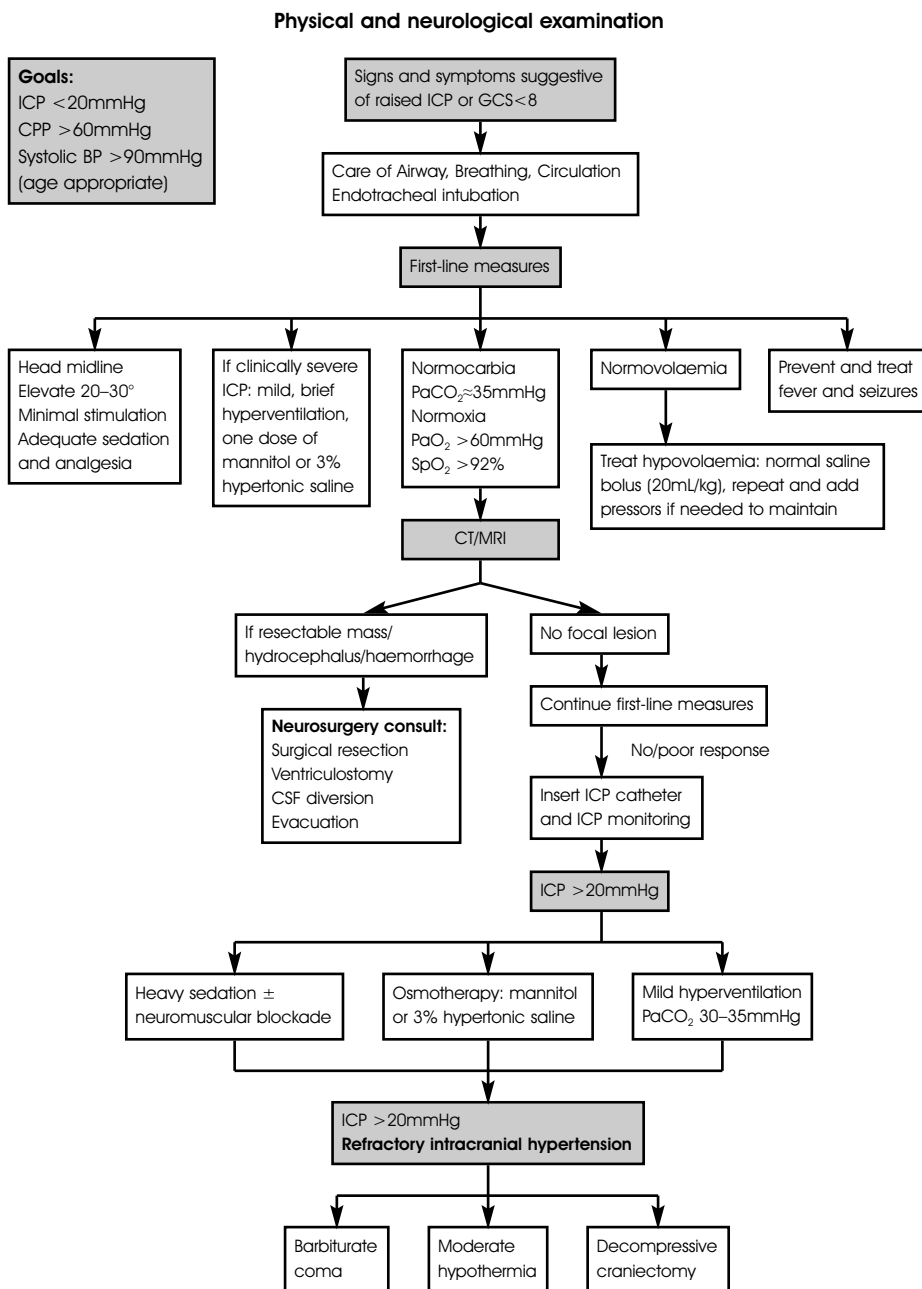 Physical and neurological examination
Goals:
ICP <20mmHg
CPP >60mmHg
Systolic BP >90mmHg
(age appropriate)
Signs and symptoms suggestive
of raised ICP or GCS<8
Care of Airway, Breathing, Circulation
Endotracheal intubation
First-line measures
Head midline
Elevate 20–30°
Minimal stimulation
Adequate sedation
and analgesia
If clinically severe
ICP: mild, brief
hyperventilation,
one dose of
mannitol or 3%
hypertonic saline
Normocarbia
PaCO₂≈35mmHg
Normoxia
PaO₂ >60mmHg
SpO₂ >92%
Normovolaemia
Prevent and treat
fever and seizures
Treat hypovolaemia: normal saline
bolus (20mL/kg), repeat and add
pressors if needed to maintain
CT/MRI
If resectable mass/
hydrocephalus/haemorrhage
No focal lesion
Neurosurgery consult:
Surgical resection
Ventriculostomy
CSF diversion
Evacuation
Continue first-line measures
No/poor response
Insert ICP catheter
and ICP monitoring
ICP >20mmHg
Heavy sedation ±
neuromuscular blockade
Osmotherapy: mannitol
or 3% hypertonic saline
Mild hyperventilation
PaCO₂ 30–35mmHg
ICP >20mmHg
Refractory intracranial hypertension
Barbiturate
coma
Moderate
hypothermia
Decompressive
craniectomy